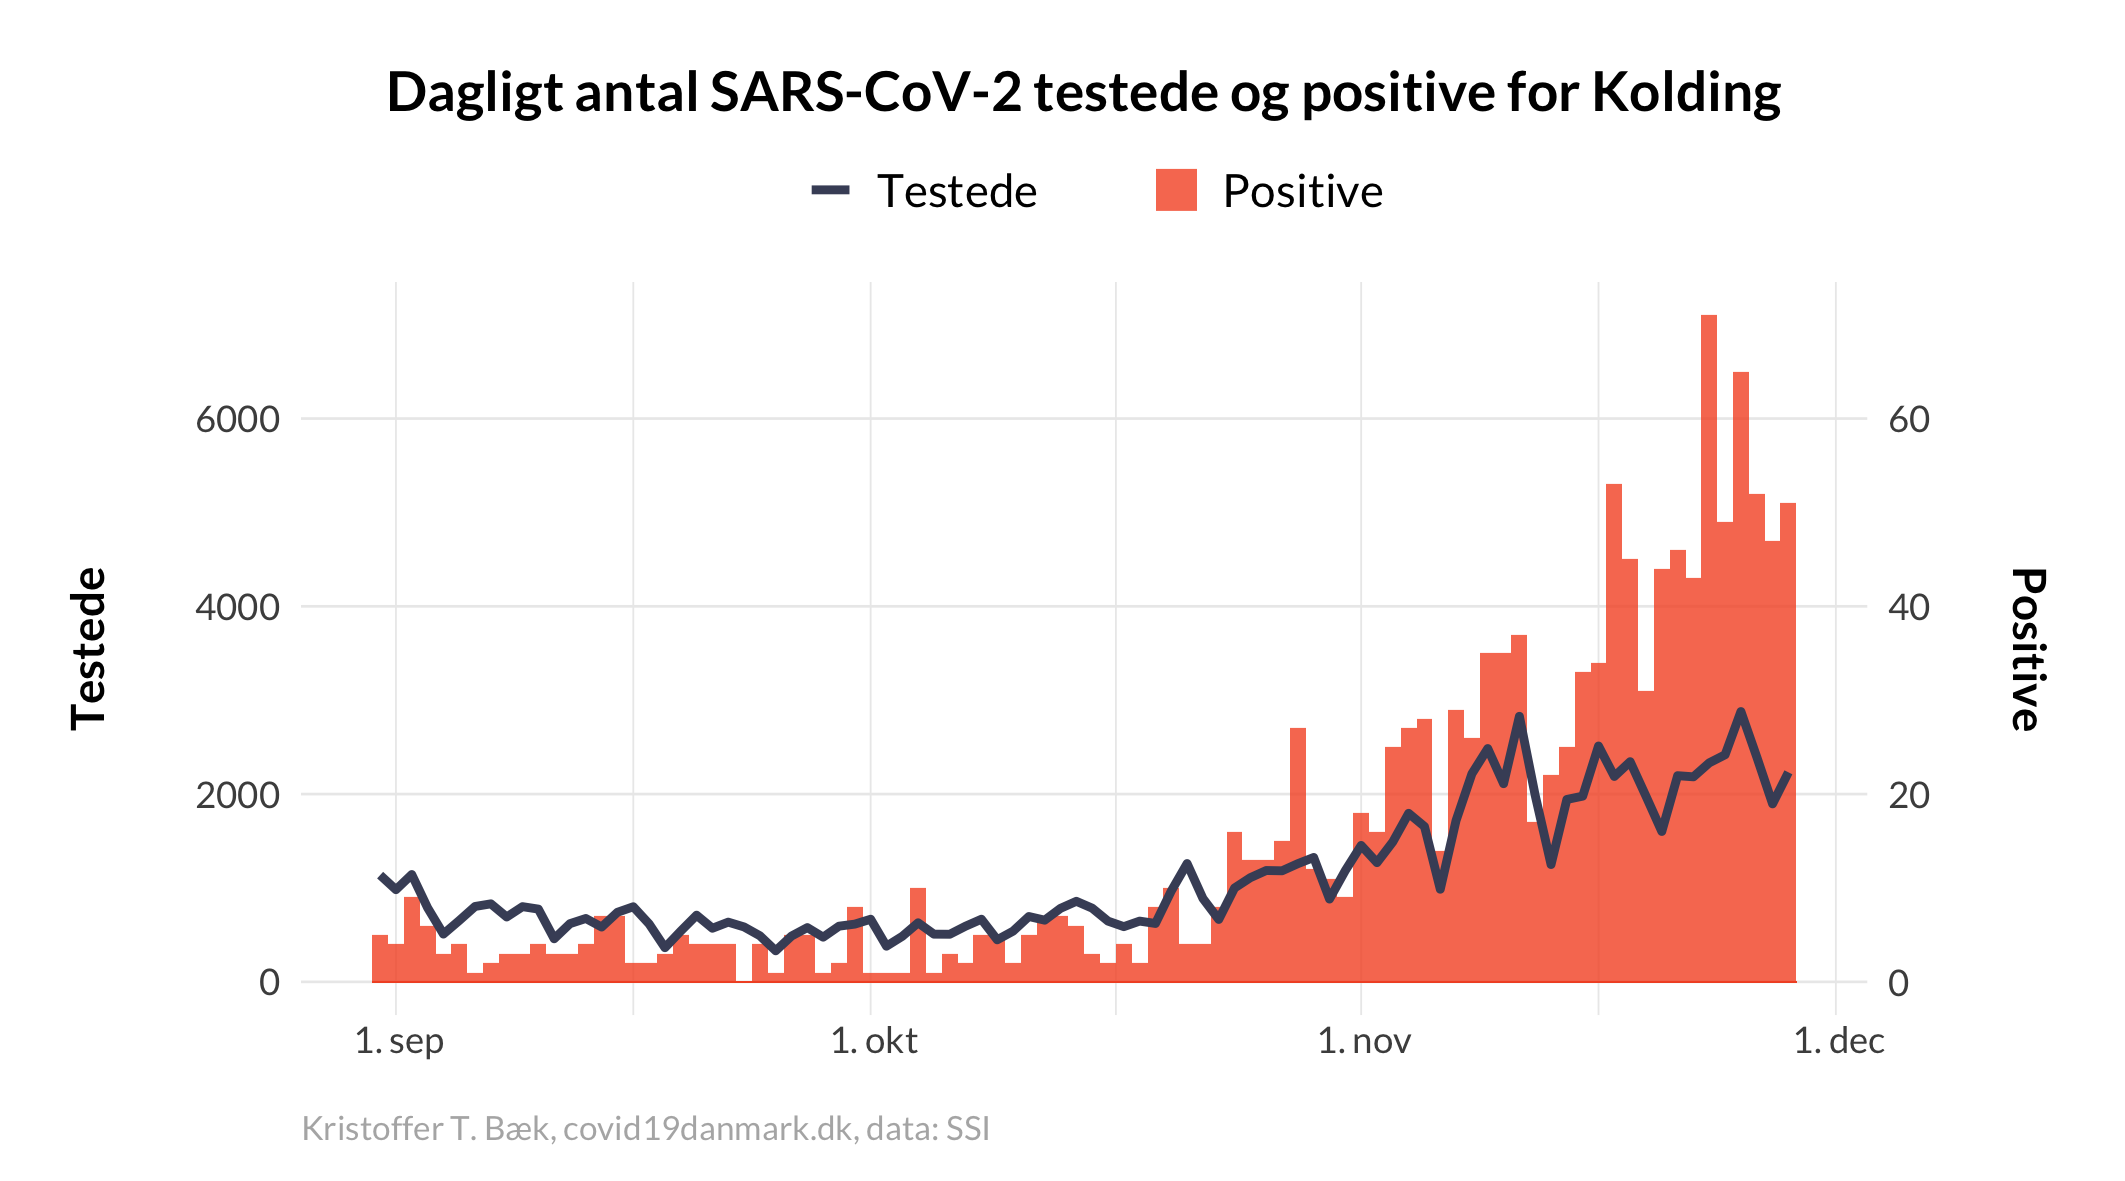 Dagligt antal SARS-CoV-2 testede og positive for Kolding
Testede
Positive
6000
4000
2000
0
Testede
60
40
20
0
Positive
1. sep
1. okt
1. nov
1. dec
Kristoffer T. Bæk, covid19danmark.dk, data: SSI